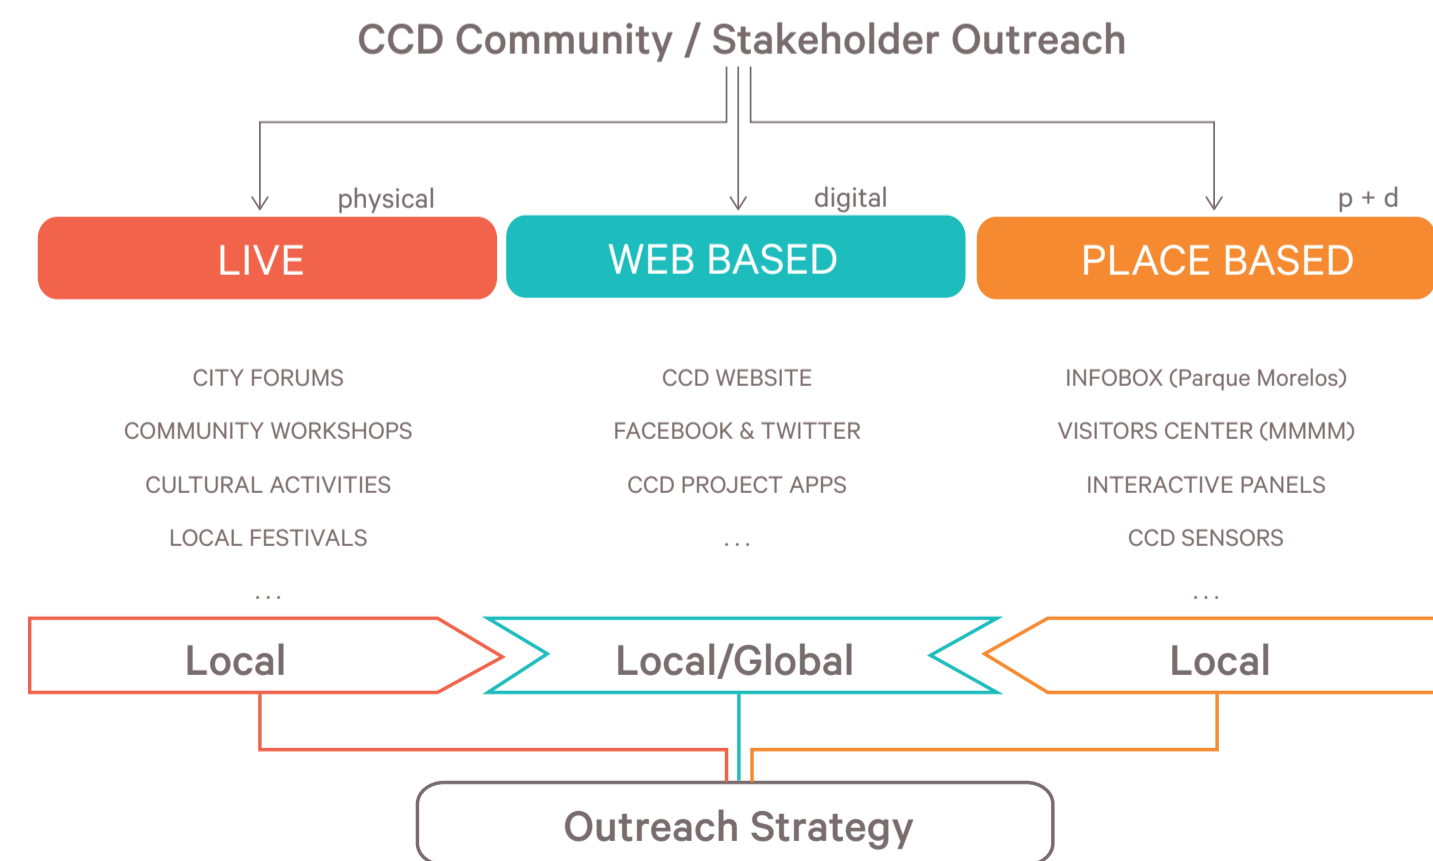 CCD Community / Stakeholder Outreach
physical
digital
p + d
LIVE
WEB BASED
PLACE BASED
CITY FORUMS
COMMUNITY WORKSHOPS
CULTURAL ACTIVITIES
LOCAL FESTIVALS
...
CCD WEBSITE
FACEBOOK & TWITTER
CCD PROJECT APPS
...
INFOBOX (Parque Morelos)
VISITORS CENTER (MMMM)
INTERACTIVE PANELS
CCD SENSORS
...
Local
Local/Global
Local
Outreach Strategy